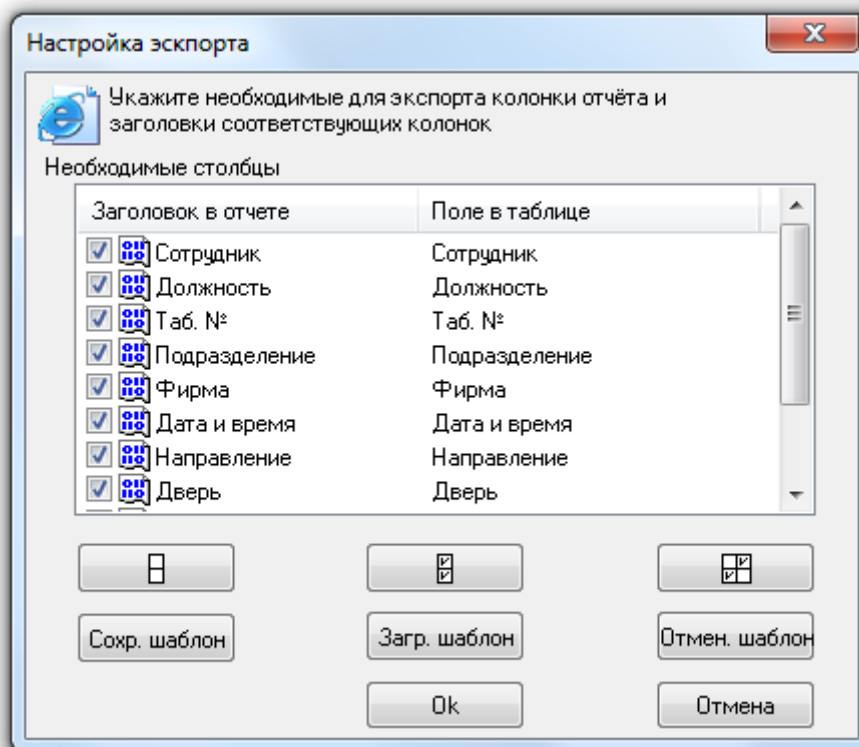 Настройка эскпорта
Укажите необходимые для экспорта колонки отчёта и
заголовки соответствующих колонок
Необходимые столбцы
Заголовок в отчете Поле в таблице
Сотрудник Сотрудник
Должность Должность
Таб. № Таб. №
Подразделение Подразделение
Фирма Фирма
Дата и время Дата и время
Направление Направление
Дверь Дверь
Сохр. шаблон Загр. шаблон Отмен. шаблон
Ok Отмена